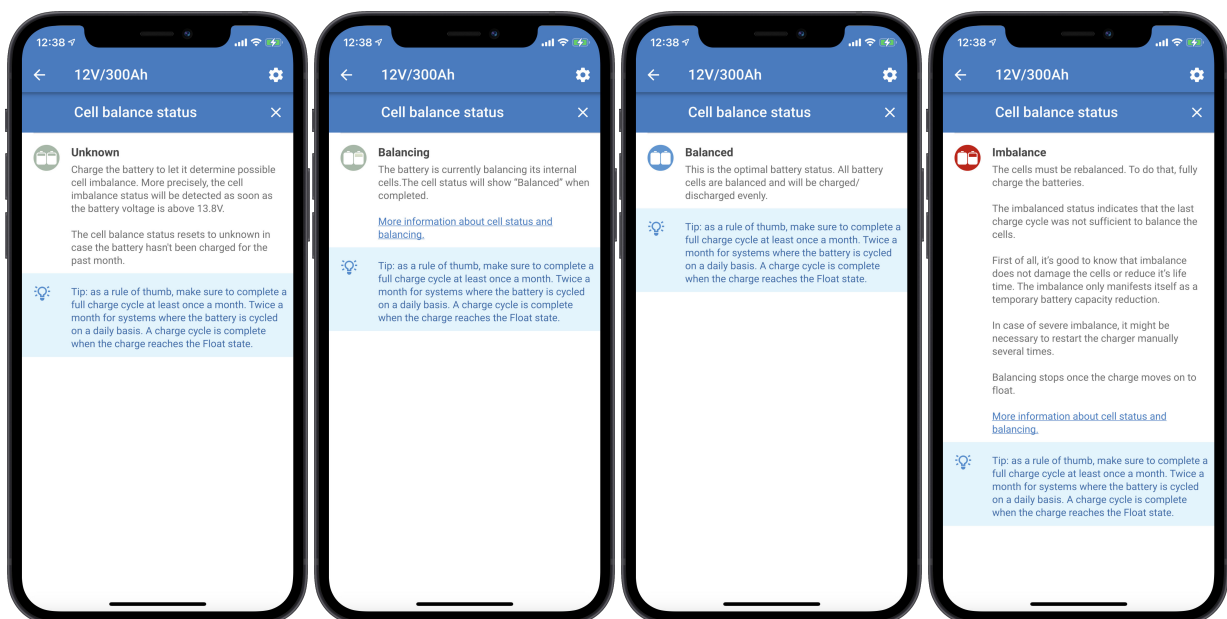 12:38
12V/300Ah
Cell balance status
Unknown
Charge the battery to let it determine possible
cell imbalance. More precisely, the cell
imbalance status will be detected as soon as
the battery voltage is above 13.8V.
The cell balance status resets to unknown in
case the battery hasn't been charged for the
past month.
Tip: as a rule of thumb, make sure to complete a
full charge cycle at least once a month. Twice a
month for systems where the battery is cycled
on a daily basis. A charge cycle is complete
when the charge reaches the Float state.
12:38
12V/300Ah
Cell balance status
Balancing
The battery is currently balancing its internal
cells.The cell status will show "Balanced" when
completed.
More information about cell status and
balancing.
Tip: as a rule of thumb, make sure to complete a
full charge cycle at least once a month. Twice a
month for systems where the battery is cycled
on a daily basis. A charge cycle is complete
when the charge reaches the Float state.
12:38
12V/300Ah
Cell balance status
Balanced
This is the optimal battery status. All battery
cells are balanced and will be charged/
discharged evenly.
Tip: as a rule of thumb, make sure to complete a
full charge cycle at least once a month. Twice a
month for systems where the battery is cycled
on a daily basis. A charge cycle is complete
when the charge reaches the Float state.
12:38
12V/300Ah
Cell balance status
Imbalance
The cells must be rebalanced. To do that, fully
charge the batteries.
The imbalanced status indicates that the last
charge cycle was not sufficient to balance the
cells.
First of all, it's good to know that imbalance
does not damage the cells or reduce it's life
time. The imbalance only manifests itself as a
temporary battery capacity reduction.
In case of severe imbalance, it might be
necessary to restart the charger manually
several times.
Balancing stops once the charge moves on to
float.
More information about cell status and
balancing.
Tip: as a rule of thumb, make sure to complete a
full charge cycle at least once a month. Twice a
month for systems where the battery is cycled
on a daily basis. A charge cycle is complete
when the charge reaches the Float state.